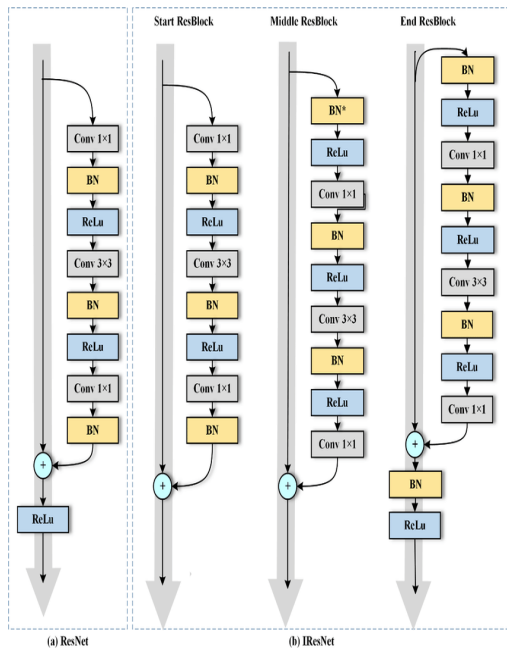 Start ResBlock
Middle ResBlock
End ResBlock
Conv 1×1
BN
ReLu
Conv 3×3
BN
ReLu
Conv 1×1
BN
+
ReLu
Conv 1×1
BN
ReLu
Conv 3×3
BN
ReLu
Conv 1×1
BN
+
BN*
ReLu
Conv 1×1
BN
ReLu
Conv 3×3
BN
ReLu
Conv 1×1
+
BN
ReLu
Conv 1×1
BN
ReLu
Conv 3×3
BN
ReLu
Conv 1×1
+
BN
ReLu
(a) ResNet
(b) IResNet